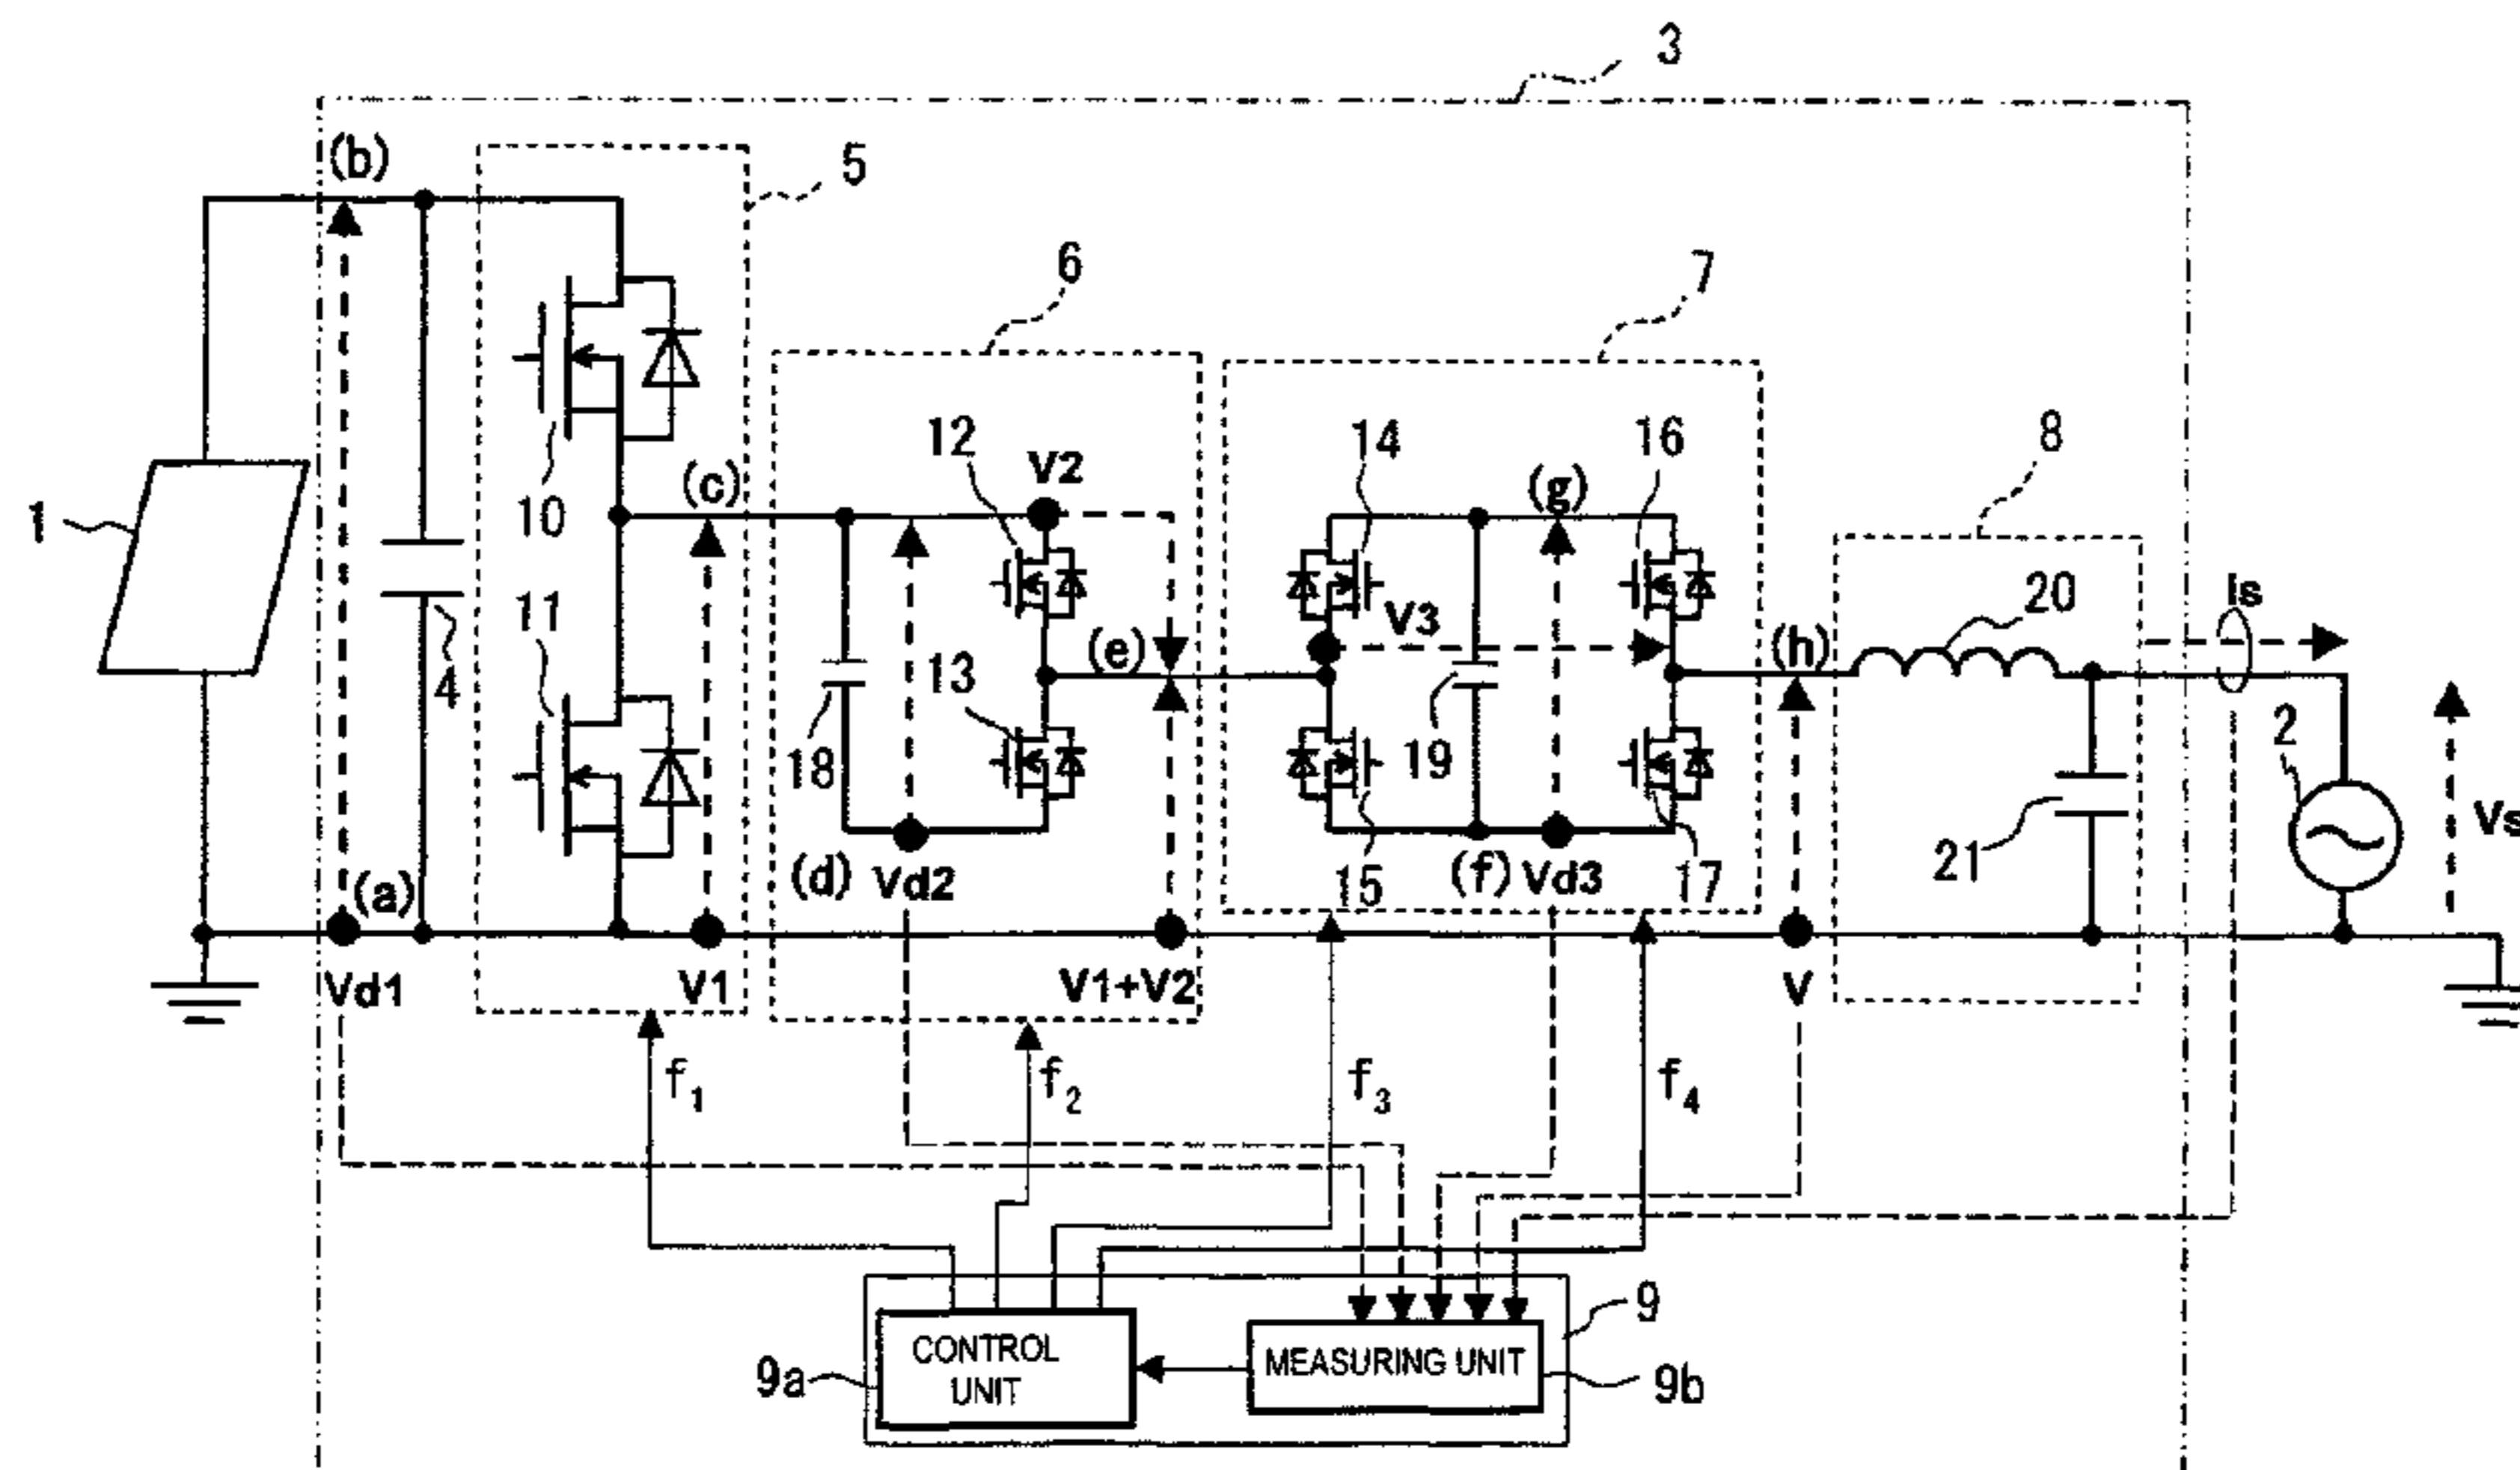 3
(b)
5
6
7
12
V2
14
16
8
1
10
(c)
(g)
Is
20
11
V3
(e)
(h)
4
13
18
19
2
Vs
21
(a)
(d)
Vd2
15
(f)
Vd3
17
Vd1
V1
V1+V2
V
f1
f2
f3
f4
9
CONTROL
UNIT
MEASURING UNIT
9a
9b